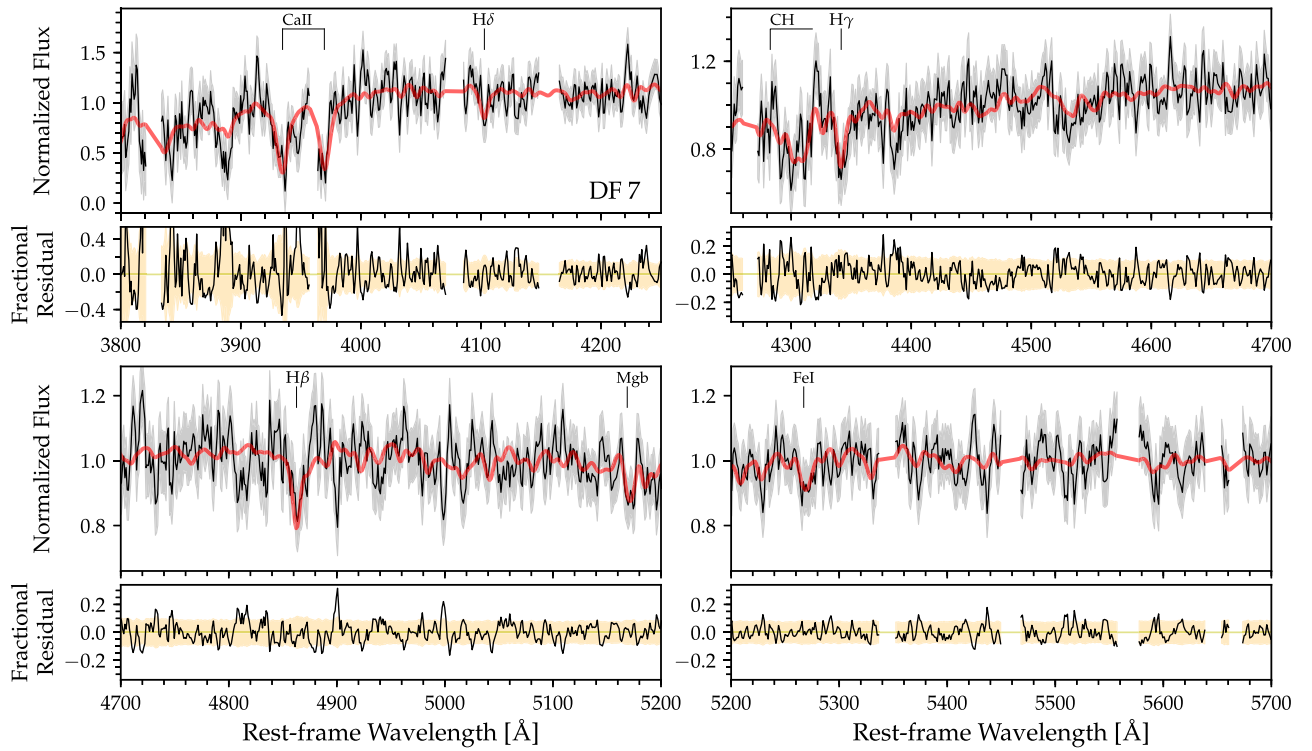 CaII
Hδ
CH
Hγ
Normalized Flux
1.5
1.0
0.5
0.0
DF 7
1.2
0.8
Fractional
Residual
0.4
0.0
−0.4
0.2
0.0
−0.2
3800
3900
4000
4100
4200
4300
4400
4500
4600
4700
Hβ
Mgb
FeI
Normalized Flux
1.2
1.0
0.8
1.2
1.0
0.8
Fractional
Residual
0.2
0.0
−0.2
0.2
0.0
−0.2
4700
4800
4900
5000
5100
5200
5200
5300
5400
5500
5600
5700
Rest-frame Wavelength [Å]
Rest-frame Wavelength [Å]